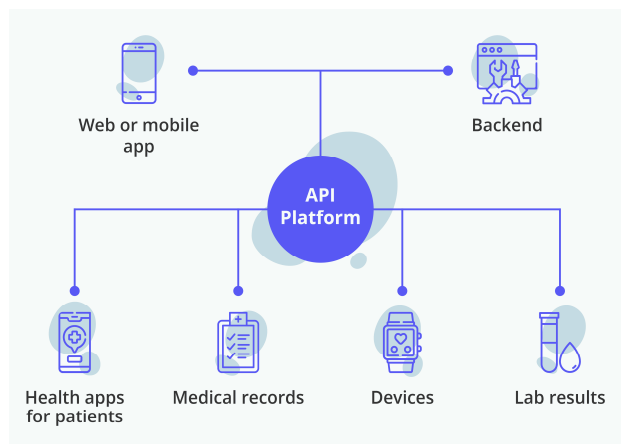 Web or mobile
app
Backend
API
Platform
Health apps
for patients
Medical records
Devices
Lab results